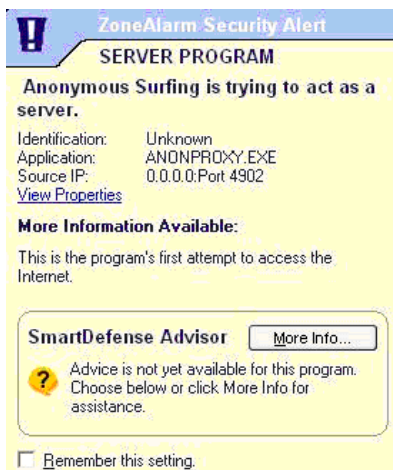 ZoneAlarm Security Alert
SERVER PROGRAM
Anonymous Surfing is trying to act as a
server.
Identification: Unknown
Application: ANONPROXY.EXE
Source IP: 0.0.0.0:Port 4902
View Properties
More Information Available:
This is the program's first attempt to access the
Internet.
SmartDefense Advisor More Info...
Advice is not yet available for this program.
Choose below or click More Info for
assistance.
Remember this setting.